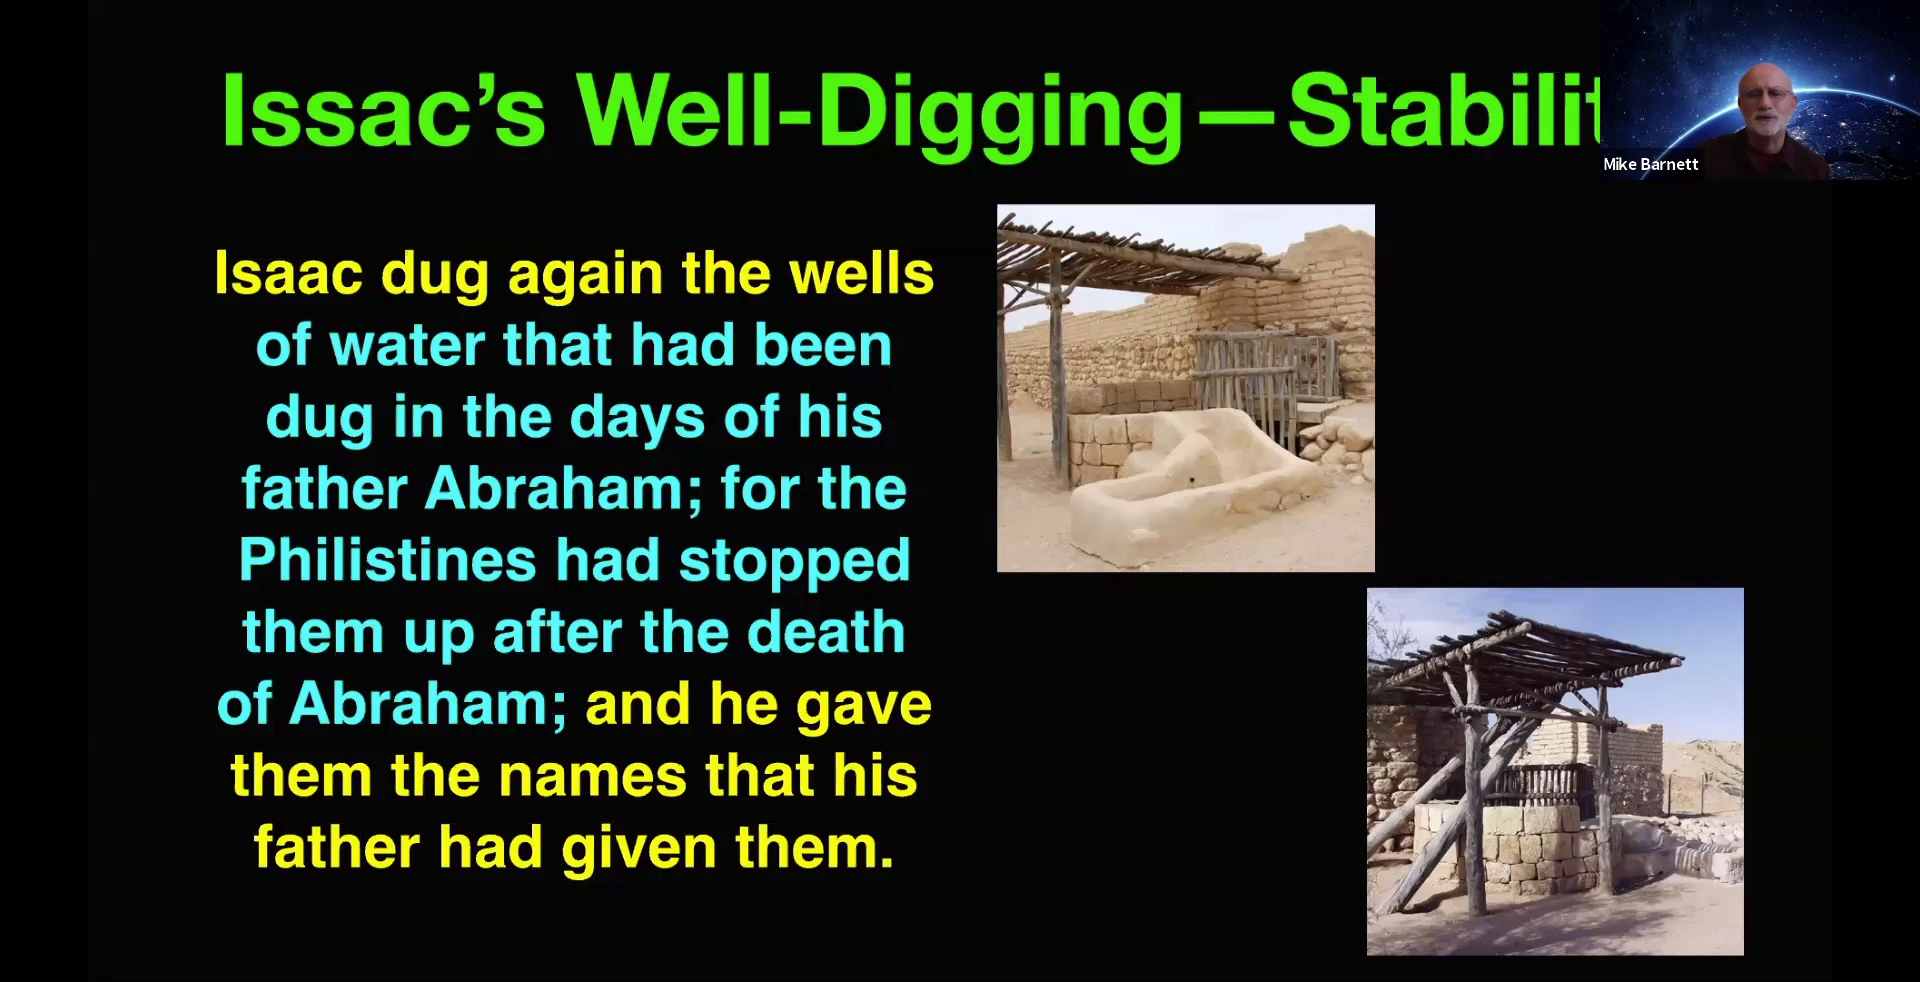 Issac’s Well-Digging—Stabilit
Mike Barnett
Isaac dug again the wells
of water that had been
dug in the days of his
father Abraham; for the
Philistines had stopped
them up after the death
of Abraham; and he gave
them the names that his
father had given them.